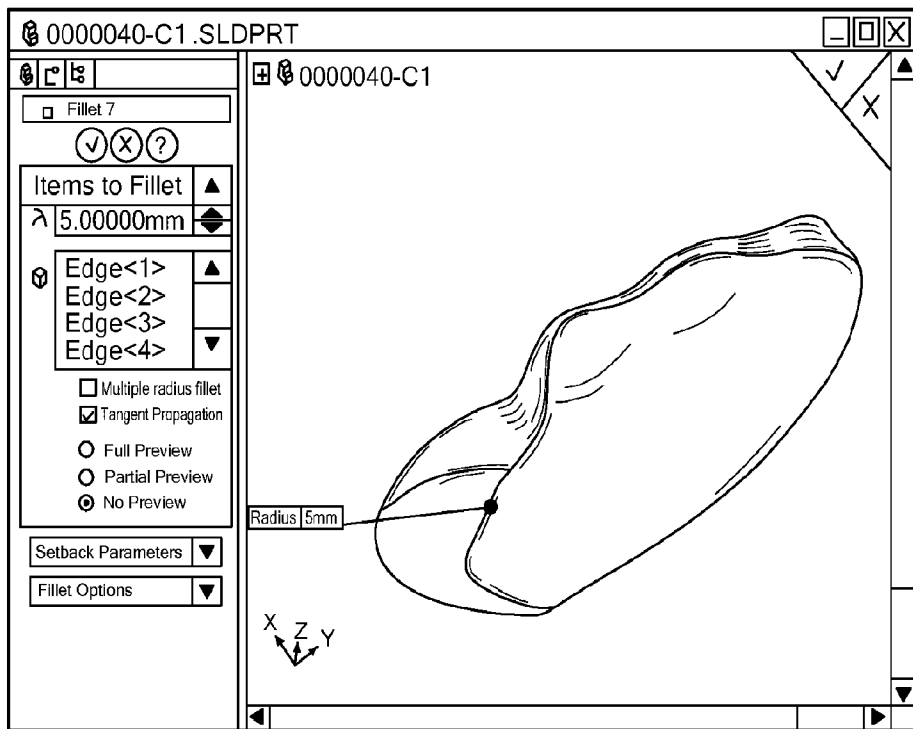 0000040-C1.SLDPRT
0000040-C1
Fillet 7
Items to Fillet
5.00000mm
Edge<1>
Edge<2>
Edge<3>
Edge<4>
Multiple radius fillet
Tangent Propagation
Full Preview
Partial Preview
No Preview
Setback Parameters
Fillet Options
Radius 5mm
X Z Y